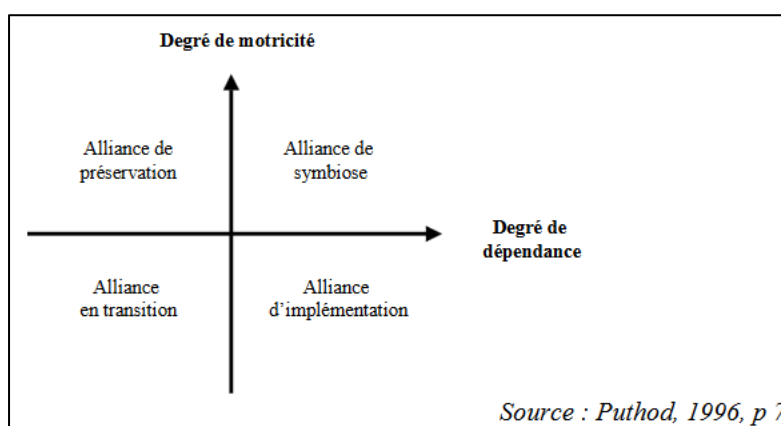 Degré de motricité
Alliance de
préservation
Alliance de
symbiose
Degré de
dépendance
Alliance
en transition
Alliance
d’implémentation
Source : Puthod, 1996, p 7